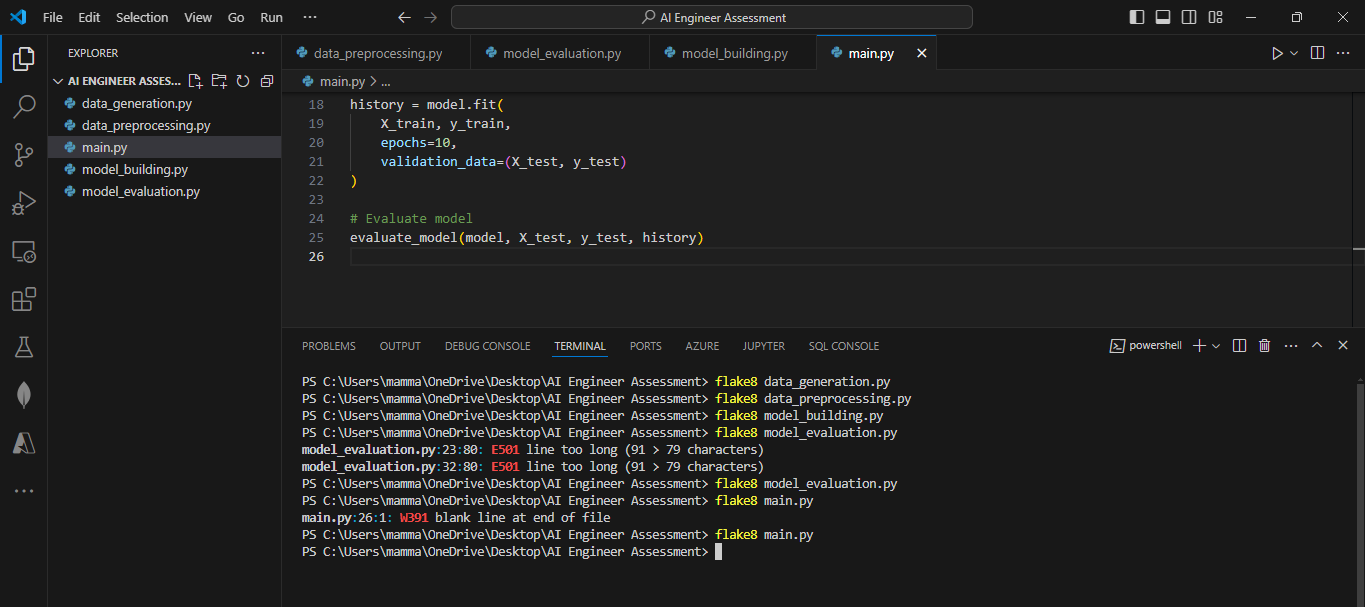 File Edit Selection View Go Run ··· AI Engineer Assessment
EXPLORER ···
AI ENGINEER ASSES...
data_generation.py
data_preprocessing.py
main.py
model_building.py
model_evaluation.py
data_preprocessing.py model_evaluation.py model_building.py main.py
main.py > ...
18 history = model.fit(
19 X_train, y_train,
20 epochs=10,
21 validation_data=(X_test, y_test)
22 )
23
24 # Evaluate model
25 evaluate_model(model, X_test, y_test, history)
26
PROBLEMS OUTPUT DEBUG CONSOLE TERMINAL PORTS AZURE JUPYTER SQL CONSOLE powershell
PS C:\Users\mamma\OneDrive\Desktop\AI Engineer Assessment> flake8 data_generation.py
PS C:\Users\mamma\OneDrive\Desktop\AI Engineer Assessment> flake8 data_preprocessing.py
PS C:\Users\mamma\OneDrive\Desktop\AI Engineer Assessment> flake8 model_building.py
PS C:\Users\mamma\OneDrive\Desktop\AI Engineer Assessment> flake8 model_evaluation.py
model_evaluation.py:23:80: E501 line too long (91 > 79 characters)
model_evaluation.py:32:80: E501 line too long (91 > 79 characters)
PS C:\Users\mamma\OneDrive\Desktop\AI Engineer Assessment> flake8 model_evaluation.py
PS C:\Users\mamma\OneDrive\Desktop\AI Engineer Assessment> flake8 main.py
main.py:26:1: W391 blank line at end of file
PS C:\Users\mamma\OneDrive\Desktop\AI Engineer Assessment> flake8 main.py
PS C:\Users\mamma\OneDrive\Desktop\AI Engineer Assessment>